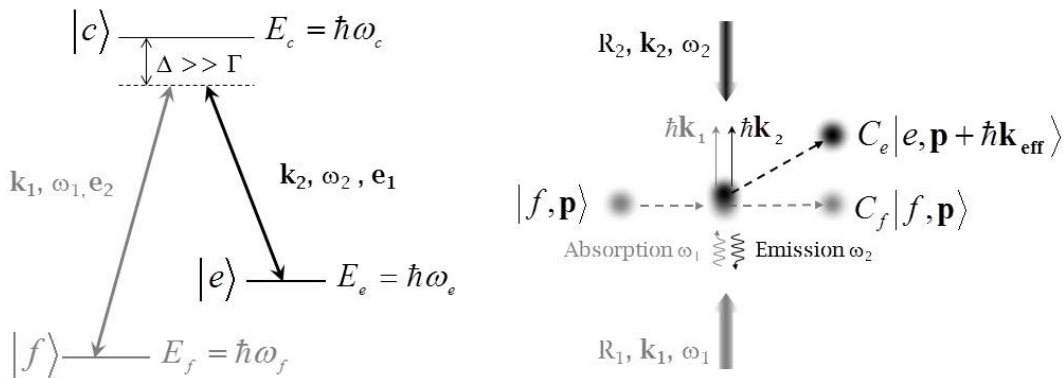 |c⟩ E_c = ħω_c
Δ >> Γ
k₁, ω₁, e₂
k₂, ω₂ , e₁
|e⟩ E_e = ħω_e
|f⟩ E_f = ħω_f
R₂, k₂, ω₂
ħk₁ ħk₂
C_e|e, p + ħk_eff⟩
|f, p⟩
C_f|f, p⟩
Absorption ω₁ Emission ω₂
R₁, k₁, ω₁